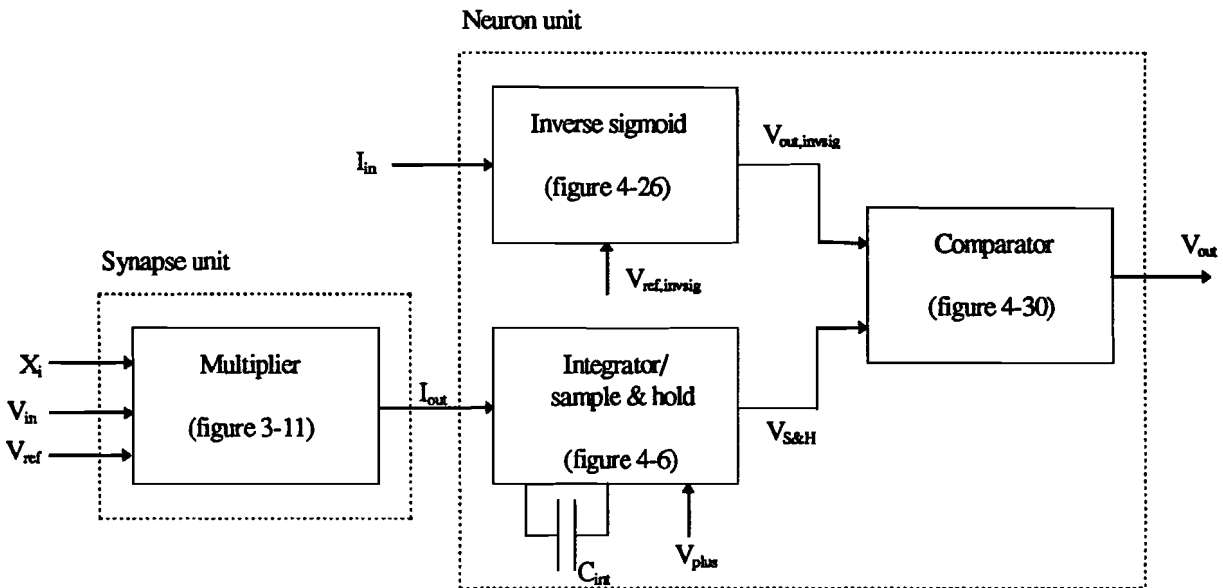 Neuron unit
Inverse sigmoid
(figure 4-26)
I_in
V_out,invsig
V_ref,invsig
Comparator
(figure 4-30)
V_out
Synapse unit
X_i
V_in
V_ref
Multiplier
(figure 3-11)
I_out
Integrator/
sample & hold
(figure 4-6)
V_S&H
C_int
V_plus